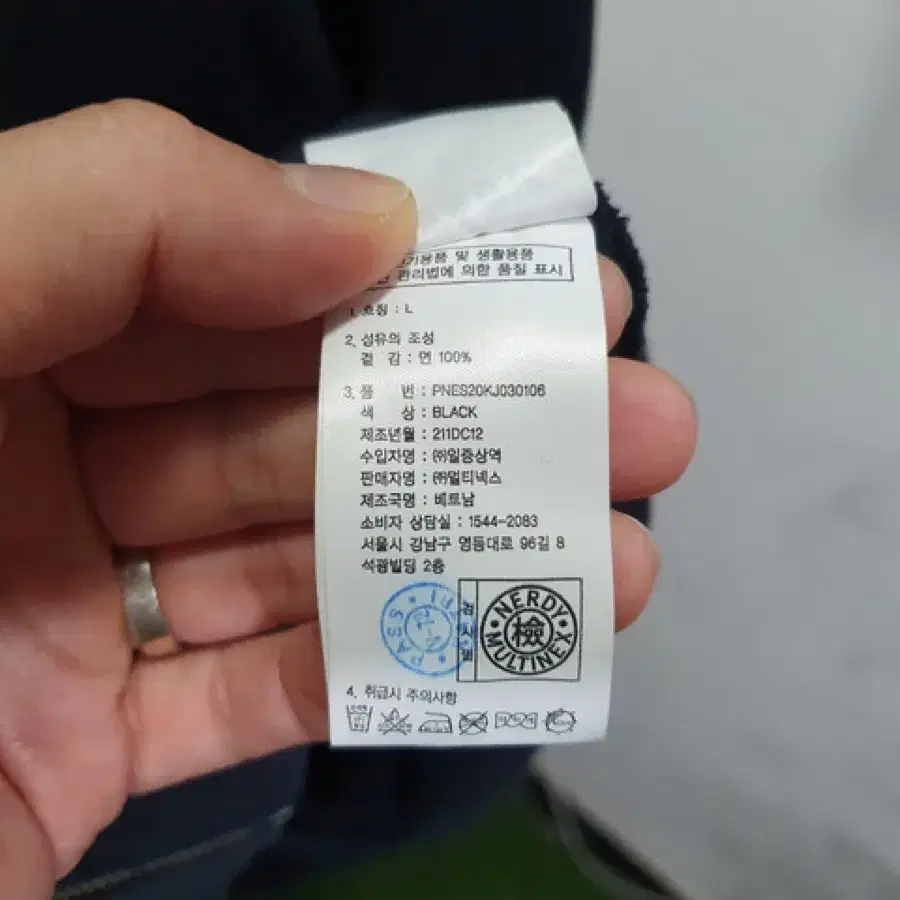 기용품 및 생활용품
관리법에 의한 품질 표시
1. 호칭 : L
2. 섬유의 조성
겉 감 : 면 100%
3. 품 번 : PNES20KJ030106
색 상 : BLACK
제조년월 : 211DC12
수입자명 : ㈜일증상역
판매자명 : ㈜멀티넥스
제조국명 : 베트남
소비자 상담실 : 1544-2083
서울시 강남구 영동대로 96길 8
석광빌딩 2층
PASS
검사필
NERDY
檢
MULTINEX
4. 취급시 주의사항